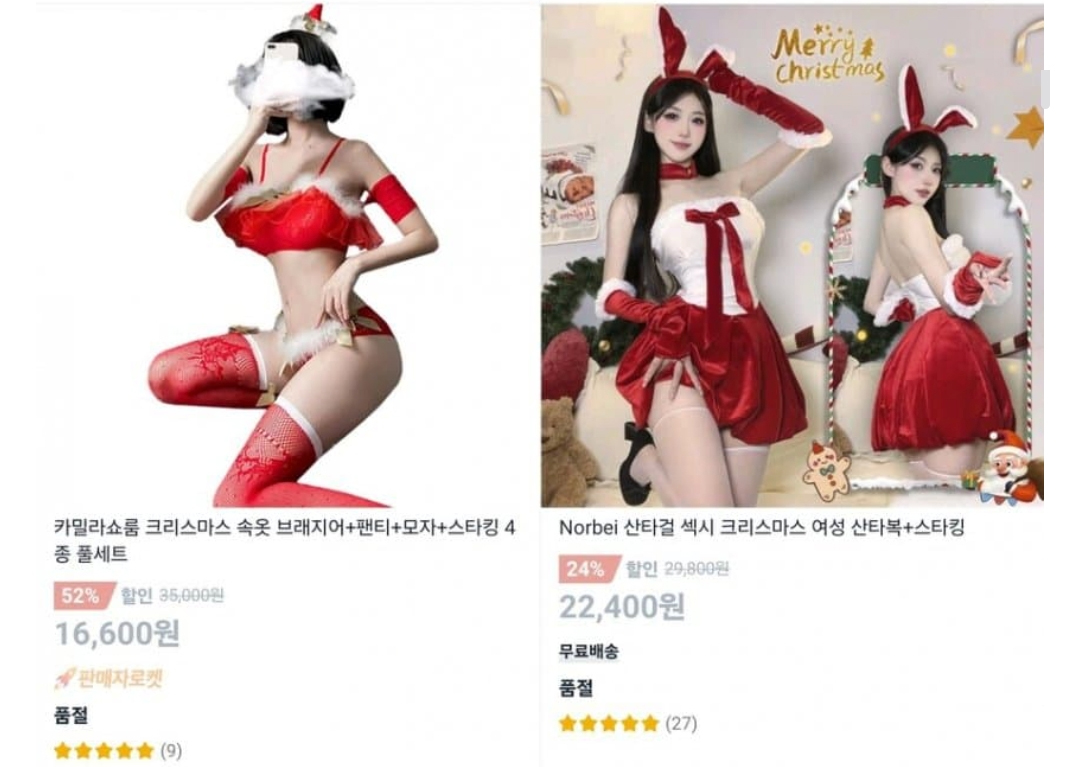 Merry
Christmas
카밀라쇼룸 크리스마스 속옷 브래지어+팬티+모자+스타킹 4
종 풀세트
52% 할인 35,000원
16,600원
판매자로켓
품절
(9)
Norbei 산타걸 섹시 크리스마스 여성 산타복+스타킹
24% 할인 29,800원
22,400원
무료배송
품절
(27)